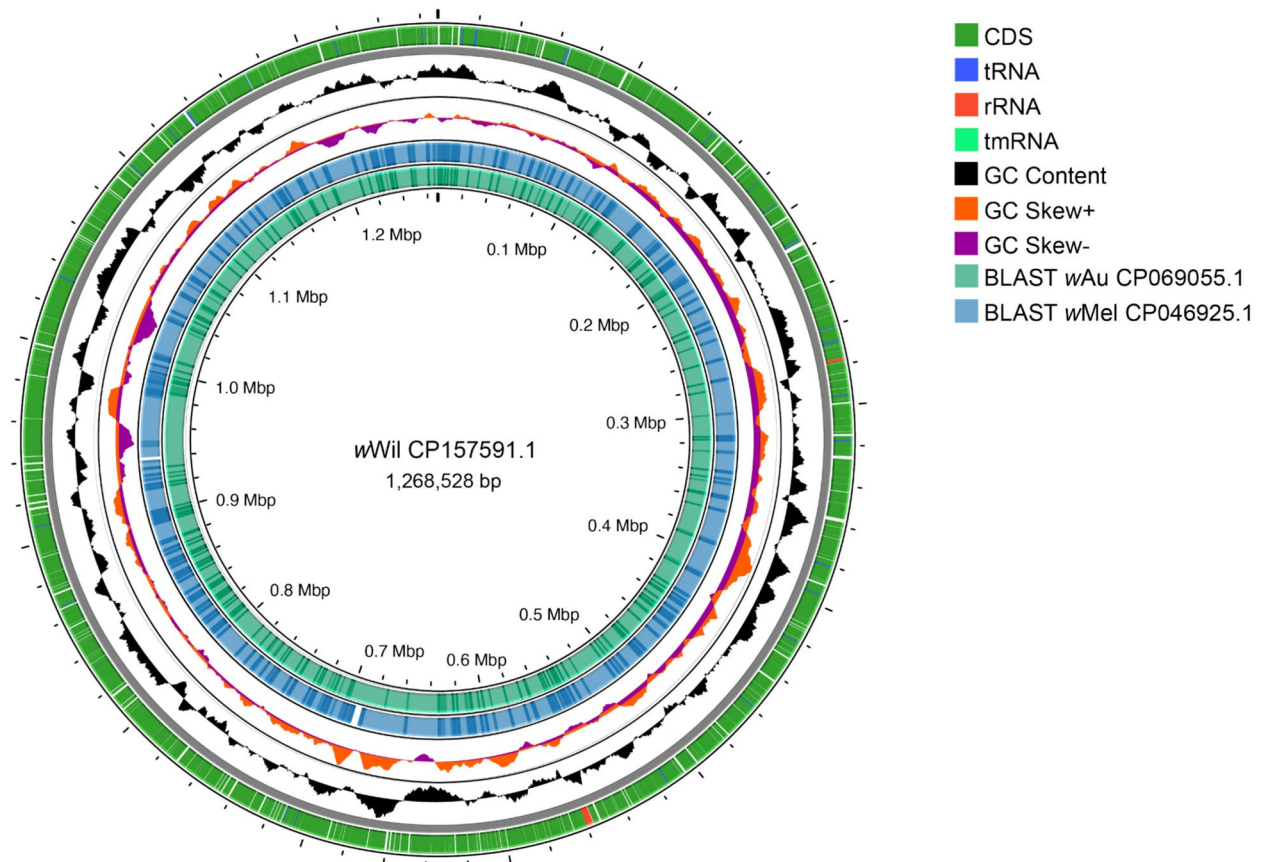 CDS
tRNA
rRNA
tmRNA
GC Content
GC Skew+
GC Skew-
BLAST wAu CP069055.1
BLAST wMel CP046925.1
1.2 Mbp
0.1 Mbp
1.1 Mbp
0.2 Mbp
1.0 Mbp
0.3 Mbp
wWil CP157591.1
1,268,528 bp
0.9 Mbp
0.4 Mbp
0.8 Mbp
0.5 Mbp
0.7 Mbp
0.6 Mbp